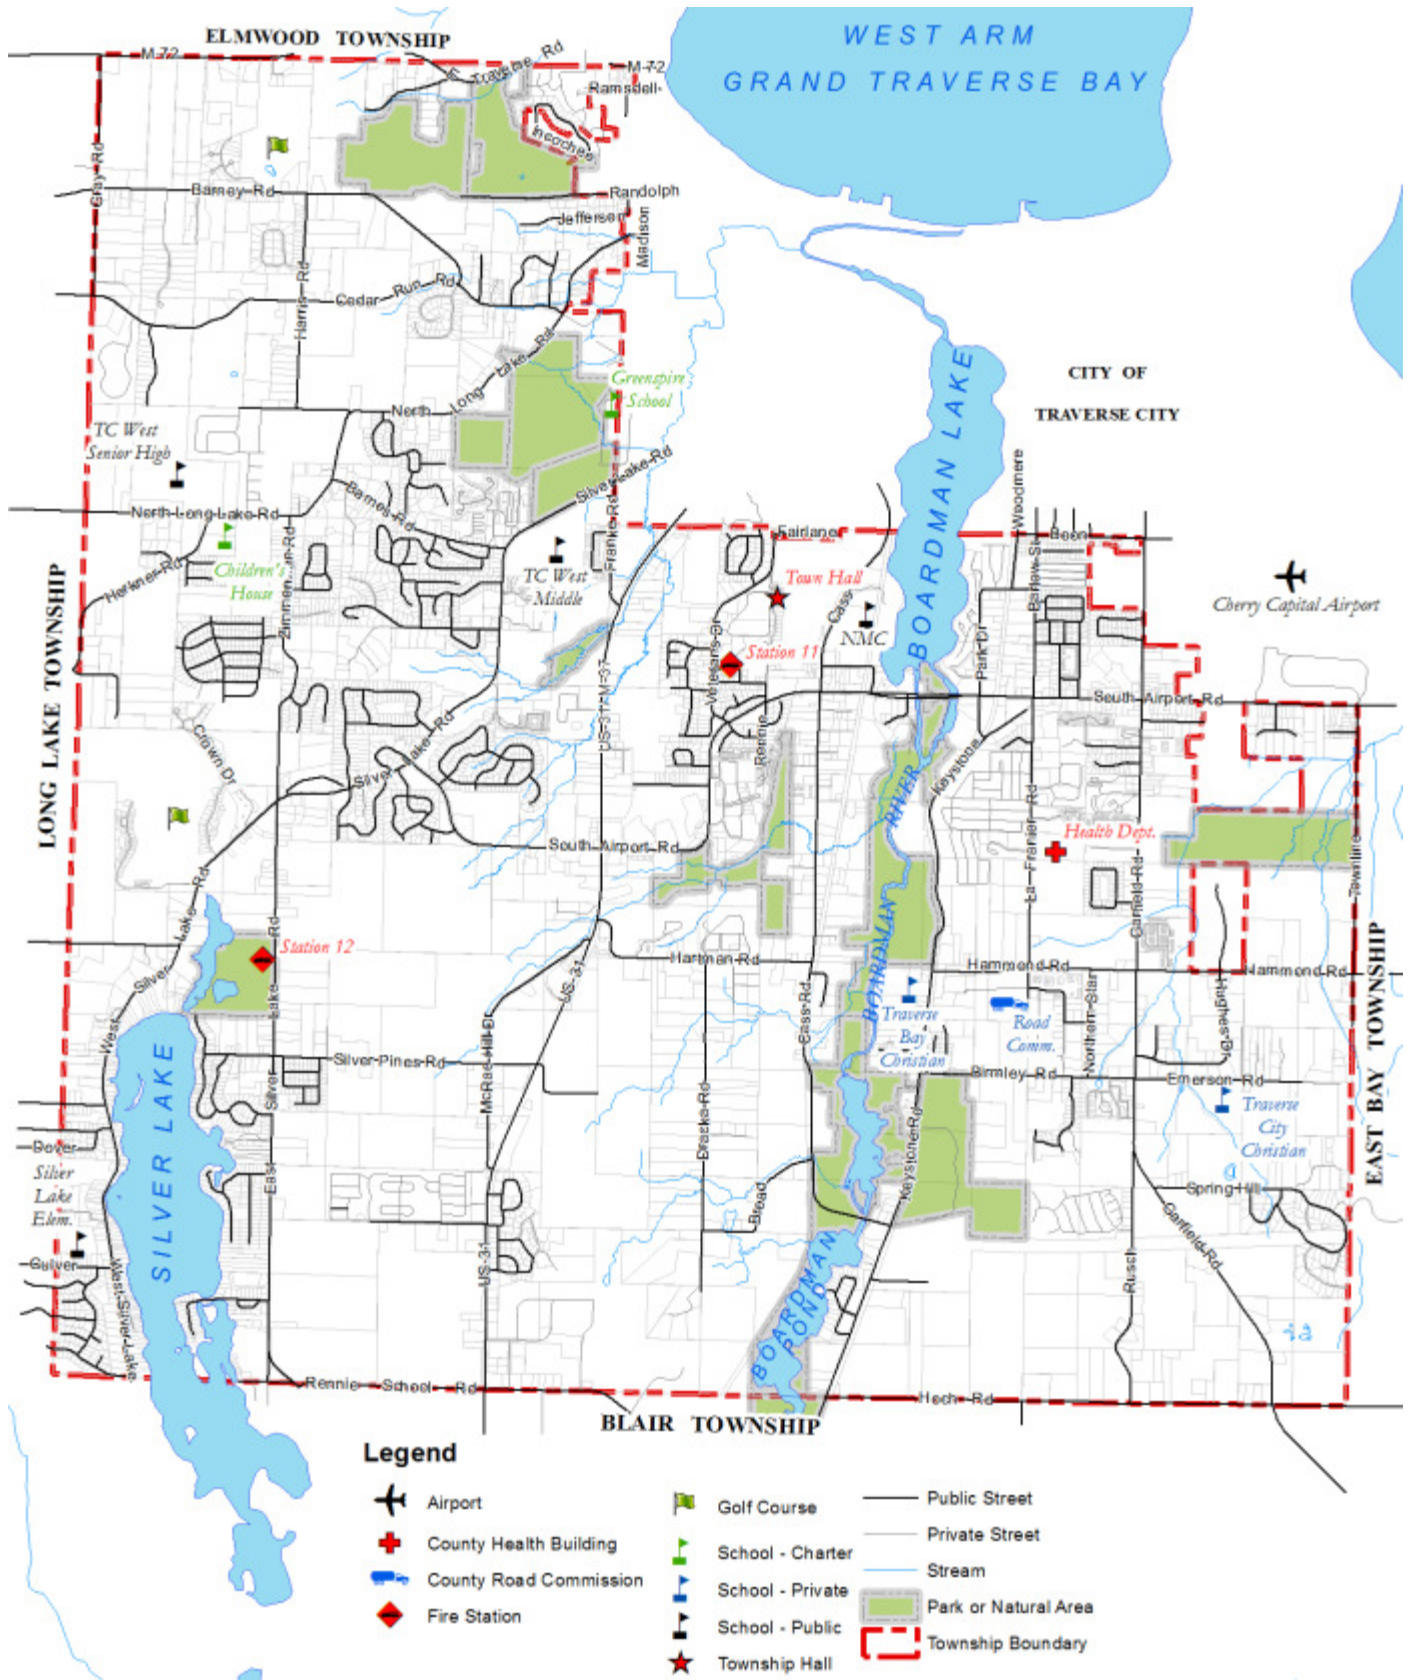 ELMWOOD TOWNSHIP
WEST ARM
GRAND TRAVERSE BAY
M-72
Traverse Rd
M-72
Ramsdell
Incochee
Gray Rd
Barney Rd
Randolph
Jefferson
Madison
Harris Rd
Cedar Run Rd
North Long Lake Rd
Greenspire
School
CITY OF
TRAVERSE CITY
BOARDMAN LAKE
TC West
Senior High
Silver Lake Rd
Barnes Rd
North Long Lake Rd
Franke Rd
Woodmere
Fairlane
Boon
Herkner Rd
Children's
House
Zimmerman Rd
TC West
Middle
Town Hall
Cass
NMC
Barlow St
Park Dr
Cherry Capital Airport
LONG LAKE TOWNSHIP
Station 11
Veterans Dr
US-31/M-37
South Airport Rd
Crown Dr
Silver Lake Rd
Rennie
Keystone
BOARDMAN RIVER
La Franier Rd
Health Dept.
Garfield Rd
Townline
South Airport Rd
Silver Lake Rd
Station 12
Hartman Rd
Hammond Rd
Hammond Rd
US-31
Cass Rd
Traverse
Bay
Christian
Road
Comm.
Northern Star
Hughes Dr
EAST BAY TOWNSHIP
West
Silver Pines Rd
McRae Hill Dr
Birmley Rd
Emerson Rd
SILVER LAKE
East Silver Lake Rd
Dracka Rd
Keystone Rd
Traverse
City
Christian
Dover
Silver
Lake
Elem.
Broad
Spring Hill
Garfield Rd
Culver
West Silver Lake
US-31
BOARDMAN
POND
Rusch
Rennie School Rd
Hoch Rd
BLAIR TOWNSHIP
Legend
Airport
County Health Building
County Road Commission
Fire Station
Golf Course
School - Charter
School - Private
School - Public
Township Hall
Public Street
Private Street
Stream
Park or Natural Area
Township Boundary